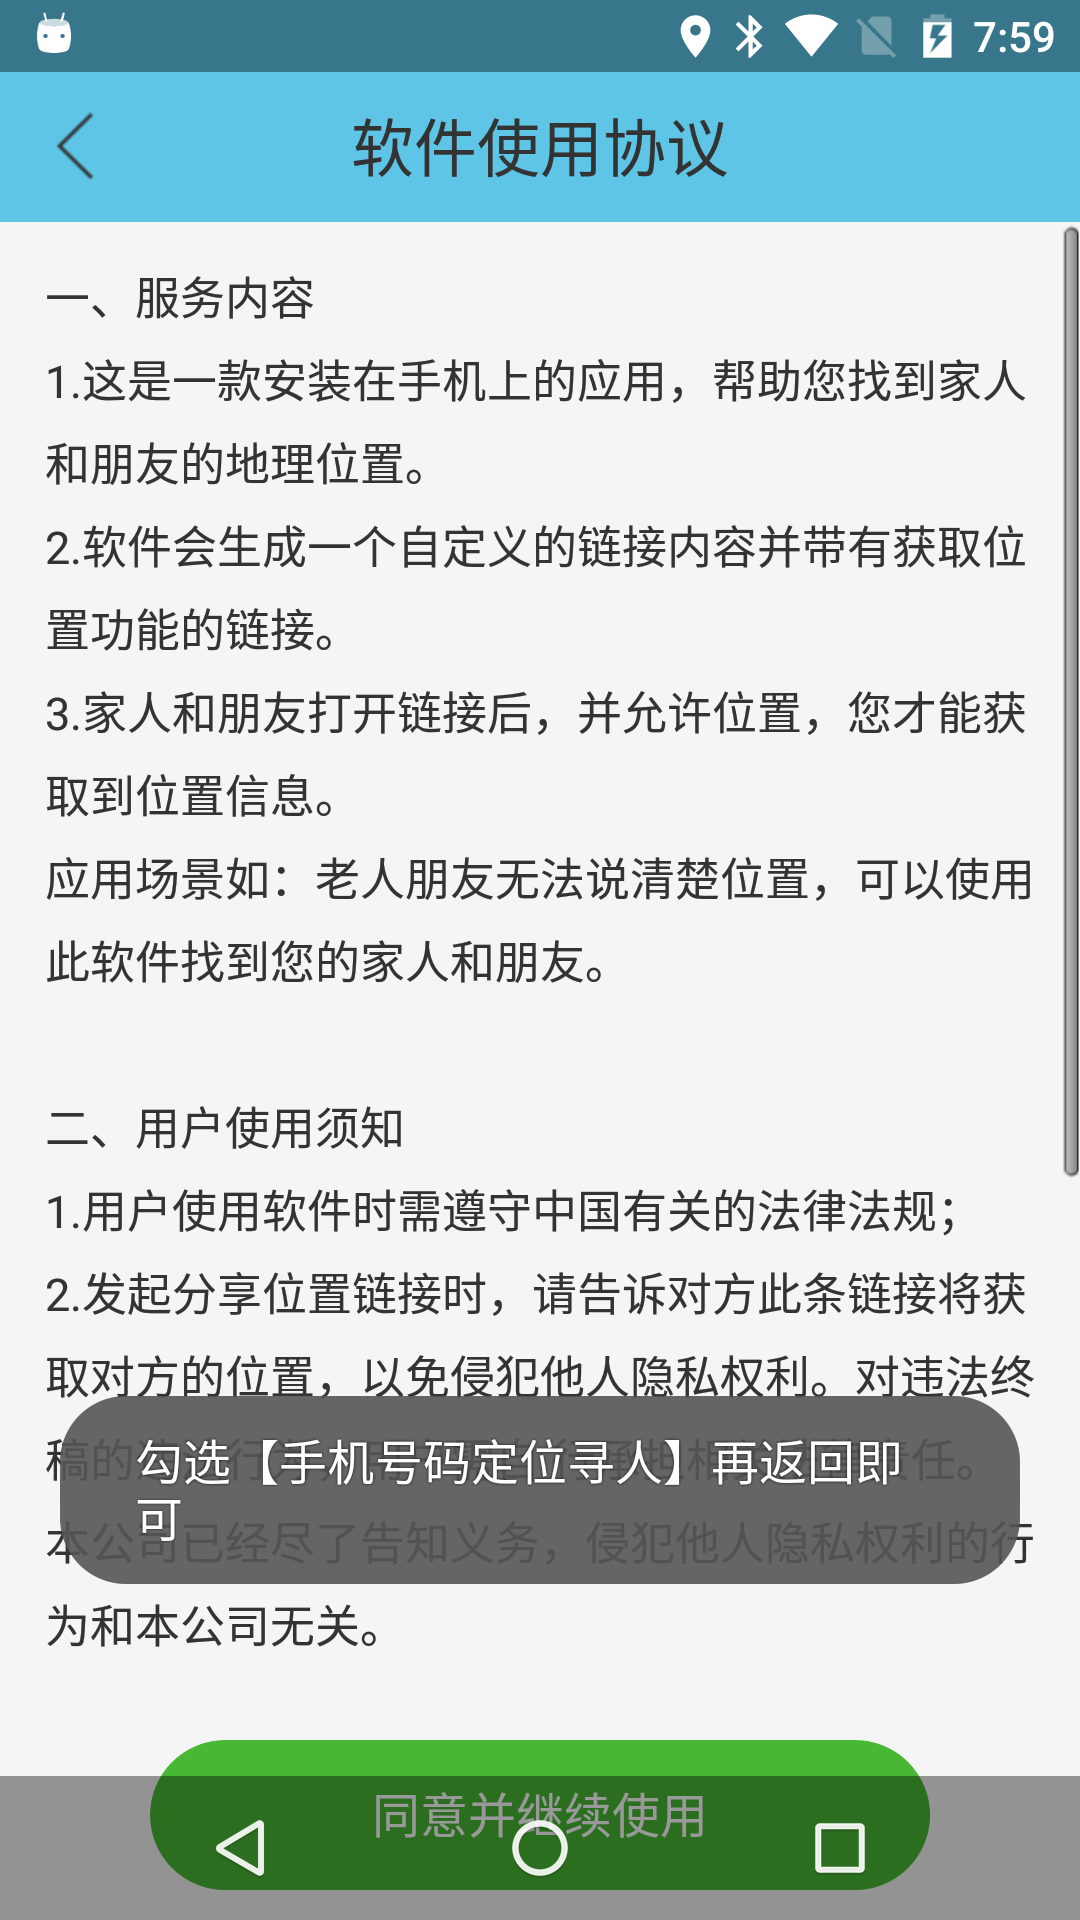 7:59
软件使用协议
一、服务内容
1.这是一款安装在手机上的应用，帮助您找到家人
和朋友的地理位置。
2.软件会生成一个自定义的链接内容并带有获取位
置功能的链接。
3.家人和朋友打开链接后，并允许位置，您才能获
取到位置信息。
应用场景如：老人朋友无法说清楚位置，可以使用
此软件找到您的家人和朋友。
二、用户使用须知
1.用户使用软件时需遵守中国有关的法律法规；
2.发起分享位置链接时，请告诉对方此条链接将获
取对方的位置，以免侵犯他人隐私权利。对违法终
稿的
责任。
勾选【手机号码定位寻人】再返回即
可
本公司已经尽了告知义务，侵犯他人隐私权利的行
为和本公司无关。
同意并继续使用